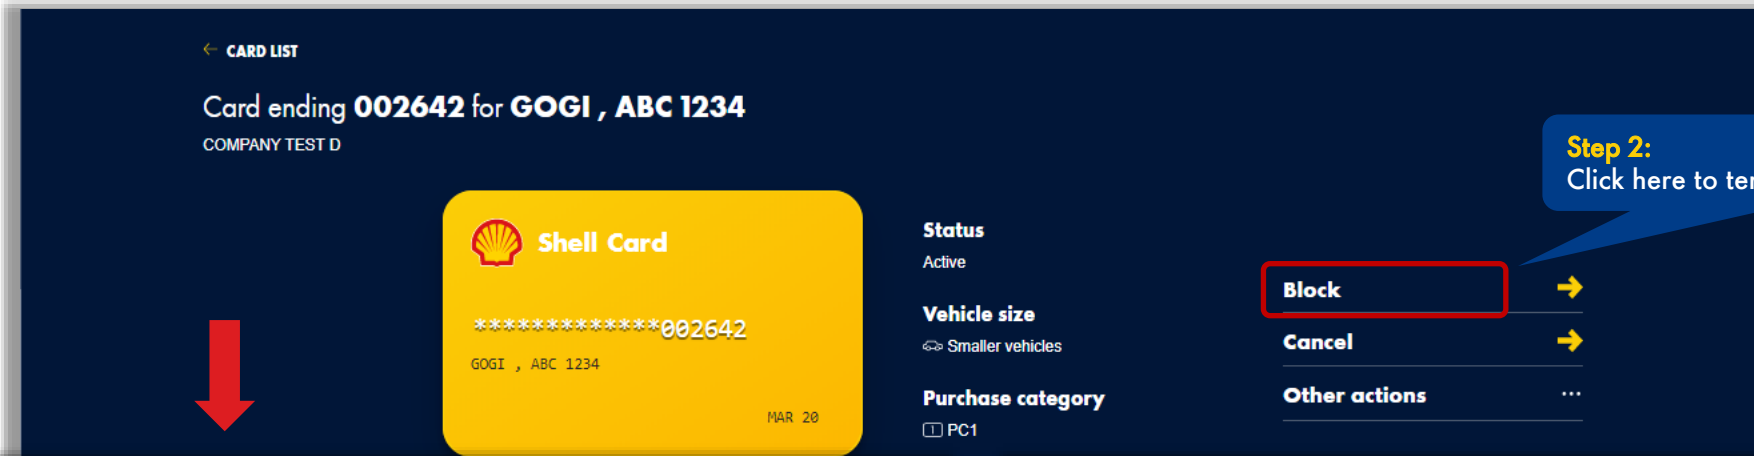 ← CARD LIST
Card ending 002642 for GOGI , ABC 1234
COMPANY TEST D
Shell Card
*************002642
GOGI , ABC 1234
MAR 20
Status
Active
Vehicle size
Smaller vehicles
Purchase category
1 PC1
Step 2:
Click here to
Block
Cancel
Other actions ...